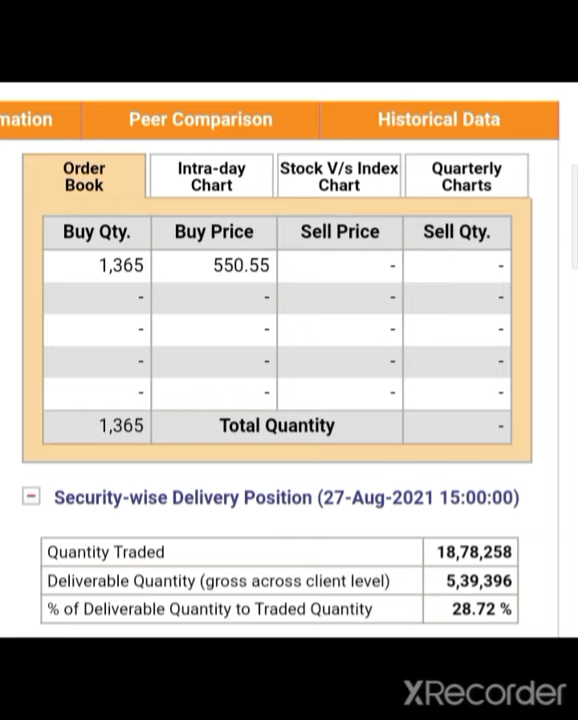 mation Peer Comparison Historical Data
Order Book Intra-day Chart Stock V/s Index Chart Quarterly Charts
Buy Qty. Buy Price Sell Price Sell Qty.
1,365 550.55 - -
- - - -
- - - -
- - - -
- - - -
1,365 Total Quantity -
Security-wise Delivery Position (27-Aug-2021 15:00:00)
Quantity Traded 18,78,258
Deliverable Quantity (gross across client level) 5,39,396
% of Deliverable Quantity to Traded Quantity 28.72 %
XRecorder